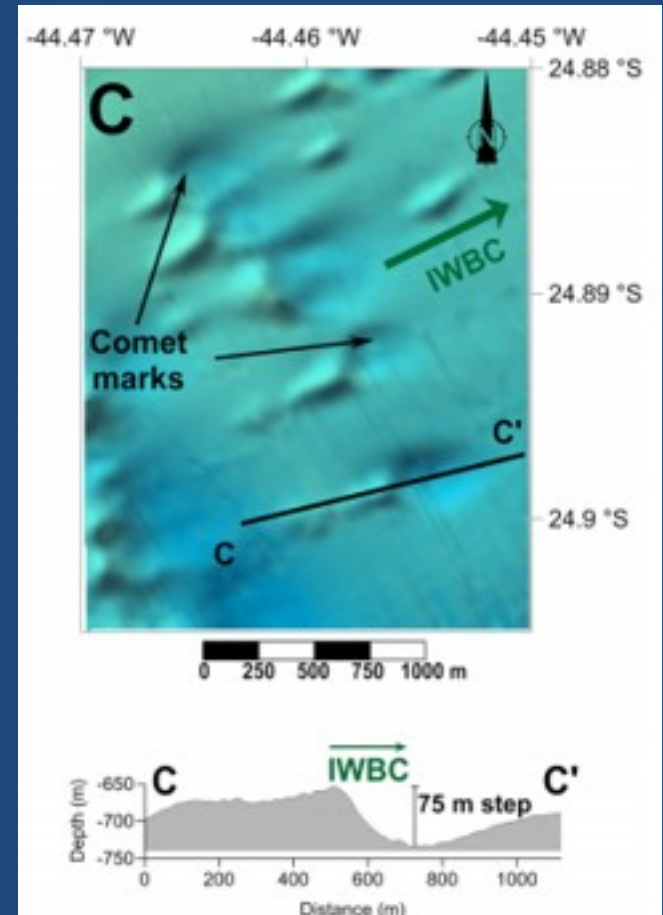 -44.47 °W -44.46 °W -44.45 °W
C
24.88 °S
N
IWBC
24.89 °S
Comet
marks
C'
24.9 °S
C
0 250 500 750 1000 m
IWBC
C C'
-650
75 m step
-700
-750
Depth (m)
0 200 400 600 800 1000
Distance (m)